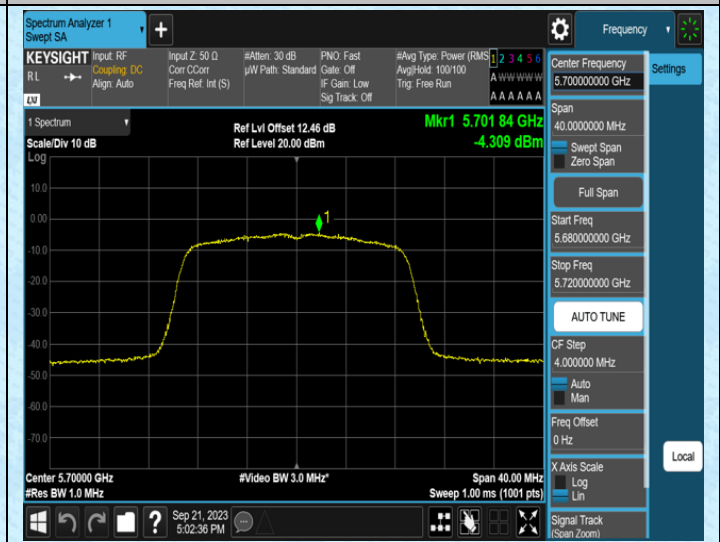 Spectrum Analyzer 1
Swept SA
Frequency
KEYSIGHT
RL
LXI
Input: RF
Coupling: DC
Align: Auto
Input Z: 50 Ω
Corr CCorr
Freq Ref: Int (S)
#Atten: 30 dB
µW Path: Standard
PNO: Fast
Gate: Off
IF Gain: Low
Sig Track: Off
#Avg Type: Power (RMS
Avg|Hold: 100/100
Trig: Free Run
1 2 3 4 5 6
A W W W W W
A A A A A A
1 Spectrum
Scale/Div 10 dB
Log
Ref Lvl Offset 12.46 dB
Ref Level 20.00 dBm
Mkr1 5.701 84 GHz
-4.309 dBm
10.0
0.00
-10.0
-20.0
-30.0
-40.0
-50.0
-60.0
-70.0
1
Center 5.70000 GHz
#Res BW 1.0 MHz
#Video BW 3.0 MHz*
Span 40.00 MHz
Sweep 1.00 ms (1001 pts)
?
Sep 21, 2023
5:02:36 PM
Center Frequency
5.700000000 GHz
Span
40.0000000 MHz
Swept Span
Zero Span
Full Span
Start Freq
5.680000000 GHz
Stop Freq
5.720000000 GHz
AUTO TUNE
CF Step
4.000000 MHz
Auto
Man
Freq Offset
0 Hz
X Axis Scale
Log
Lin
Signal Track
(Span Zoom)
Settings
Local